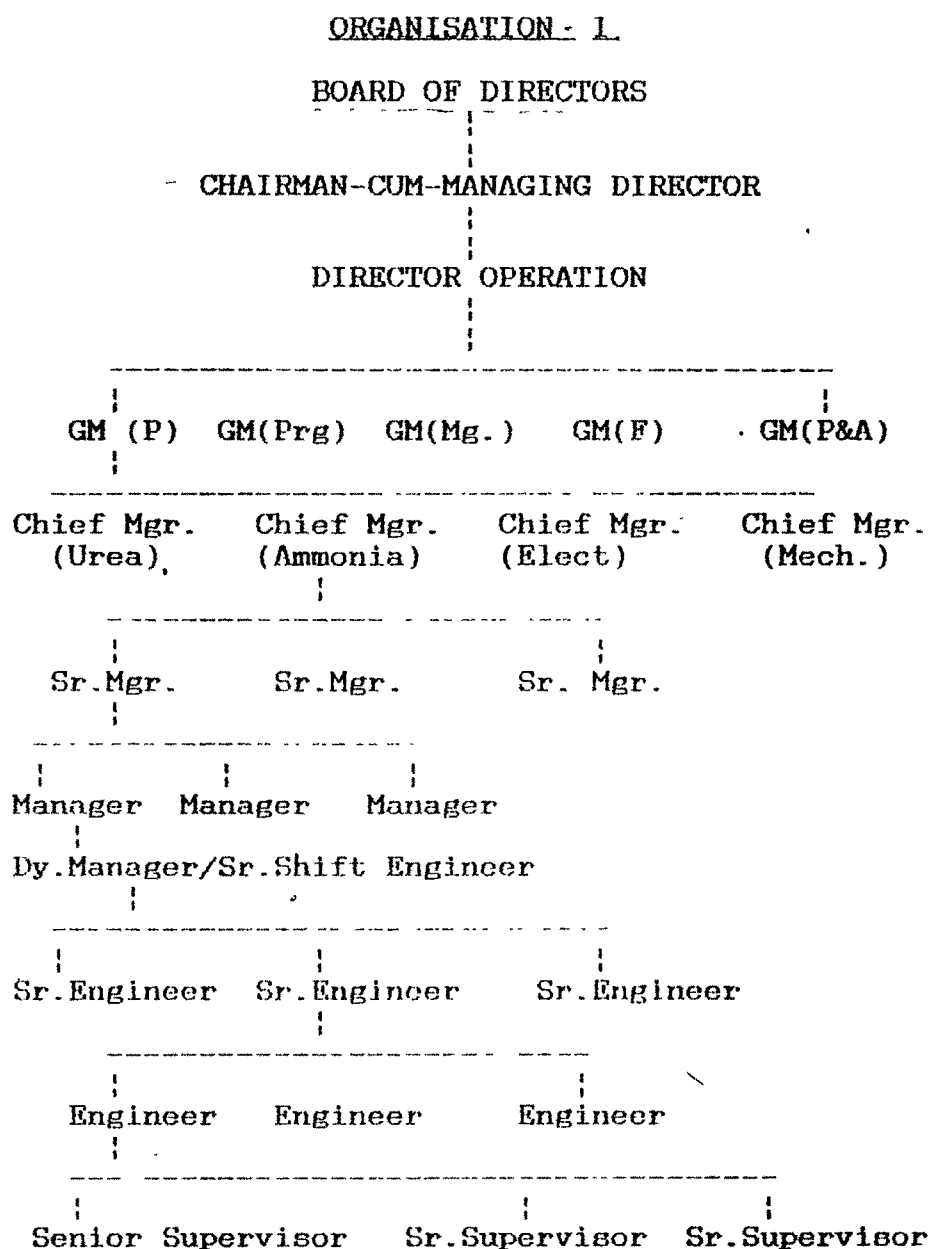 ORGANISATION - 1.
BOARD OF DIRECTORS
CHAIRMAN-CUM-MANAGING DIRECTOR
DIRECTOR OPERATION
GM (P) GM(Prg) GM(Mg.) GM(F) GM(P&A)
Chief Mgr. Chief Mgr. Chief Mgr. Chief Mgr.
(Urea) (Ammonia) (Elect) (Mech.)
Sr.Mgr. Sr.Mgr. Sr. Mgr.
Manager Manager Manager
Dy.Manager/Sr.Shift Engineer
Sr.Engineer Sr.Engineer Sr.Engineer
Engineer Engineer Engineer
Senior Supervisor Sr.Supervisor Sr.Supervisor